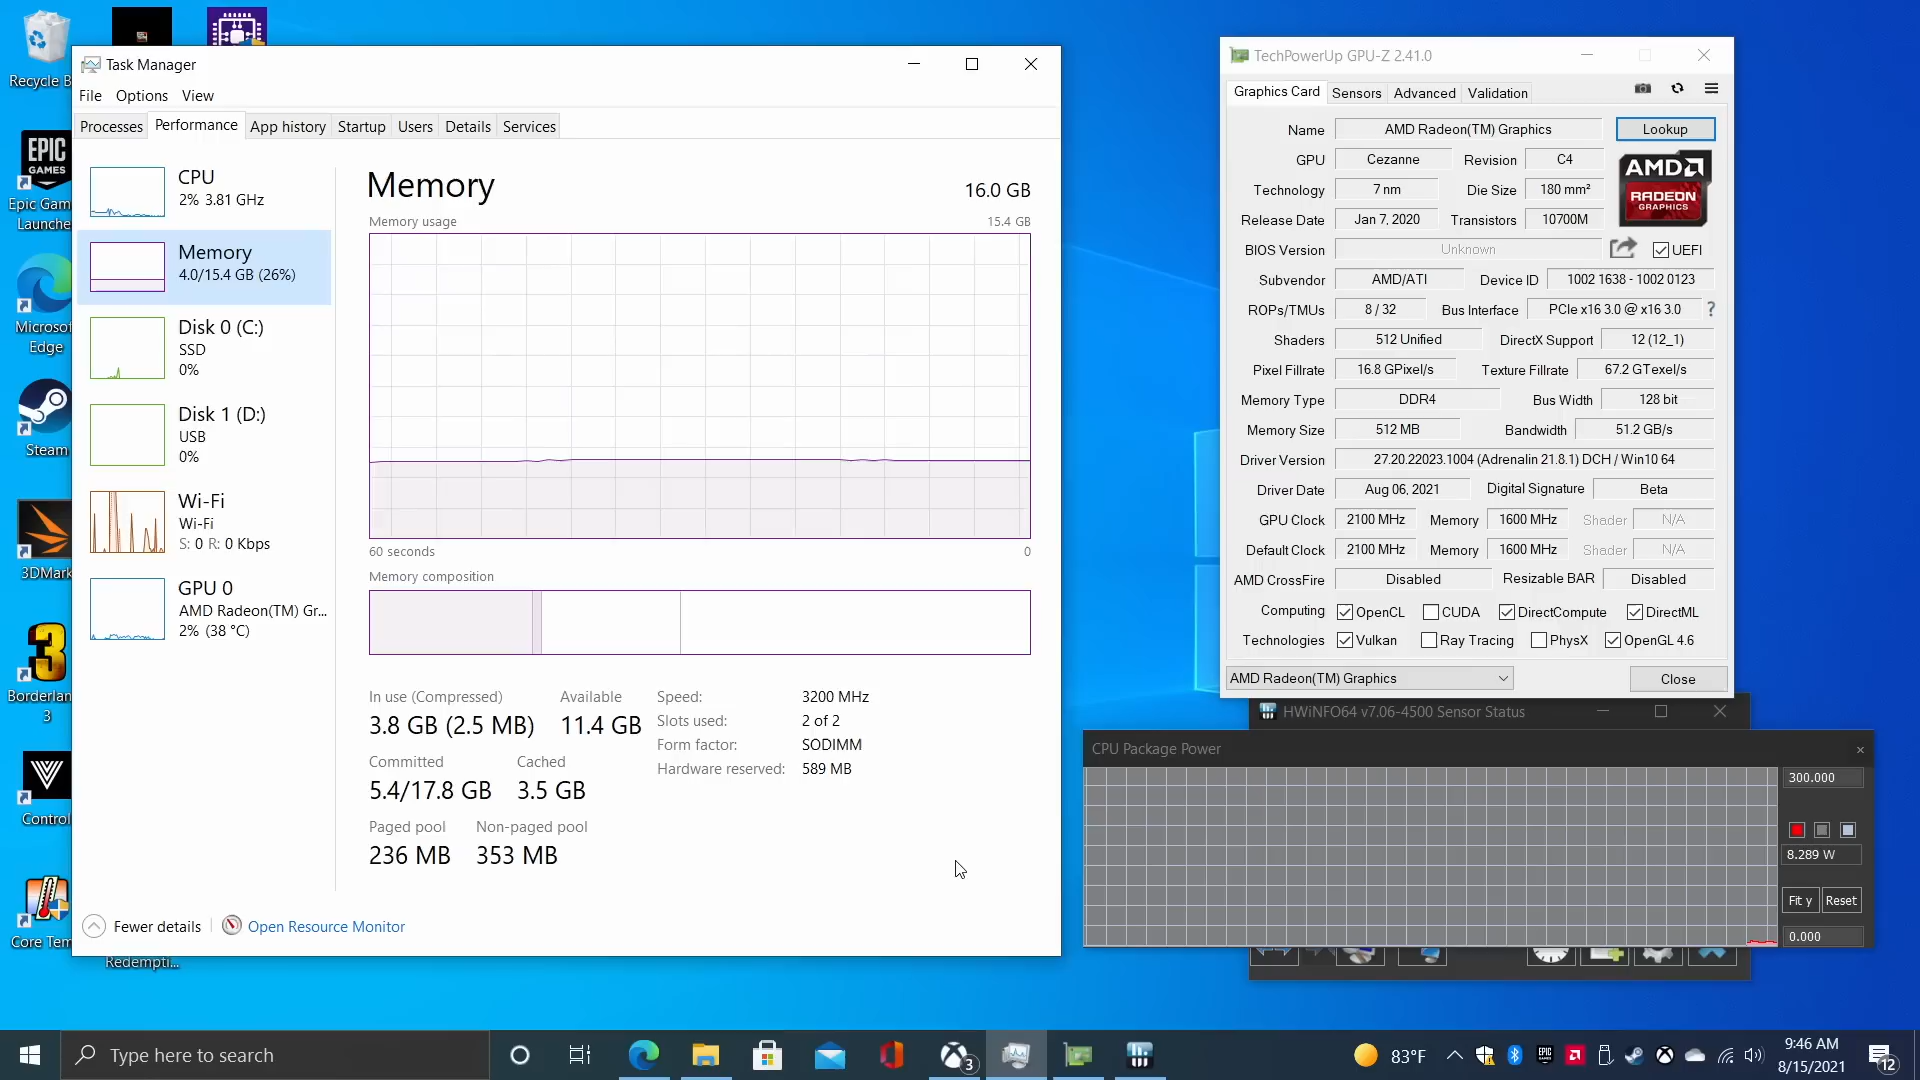 Recycle B
EPIC
GAMES
Epic Gam
Launche
Microsof
Edge
Steam
3DMark
3
Borderlan
3
Control
Core Tem
Redempti...
Task Manager
File Options View
Processes Performance App history Startup Users Details Services
CPU
2% 3.81 GHz
Memory
4.0/15.4 GB (26%)
Disk 0 (C:)
SSD
0%
Disk 1 (D:)
USB
0%
Wi-Fi
Wi-Fi
S: 0 R: 0 Kbps
GPU 0
AMD Radeon(TM) Gr...
2% (38 °C)
Memory 16.0 GB
Memory usage 15.4 GB
60 seconds 0
Memory composition
In use (Compressed) Available
3.8 GB (2.5 MB) 11.4 GB
Committed Cached
5.4/17.8 GB 3.5 GB
Paged pool Non-paged pool
236 MB 353 MB
Speed: 3200 MHz
Slots used: 2 of 2
Form factor: SODIMM
Hardware reserved: 589 MB
Fewer details Open Resource Monitor
TechPowerUp GPU-Z 2.41.0
Graphics Card Sensors Advanced Validation
Name AMD Radeon(TM) Graphics Lookup
GPU Cezanne Revision C4
AMD
RADEON
GRAPHICS
Technology 7 nm Die Size 180 mm²
Release Date Jan 7, 2020 Transistors 10700M
BIOS Version Unknown UEFI
Subvendor AMD/ATI Device ID 1002 1638 - 1002 0123
ROPs/TMUs 8 / 32 Bus Interface PCIe x16 3.0 @ x16 3.0 ?
Shaders 512 Unified DirectX Support 12 (12_1)
Pixel Fillrate 16.8 GPixel/s Texture Fillrate 67.2 GTexel/s
Memory Type DDR4 Bus Width 128 bit
Memory Size 512 MB Bandwidth 51.2 GB/s
Driver Version 27.20.22023.1004 (Adrenalin 21.8.1) DCH / Win10 64
Driver Date Aug 06, 2021 Digital Signature Beta
GPU Clock 2100 MHz Memory 1600 MHz Shader N/A
Default Clock 2100 MHz Memory 1600 MHz Shader N/A
AMD CrossFire Disabled Resizable BAR Disabled
Computing OpenCL CUDA DirectCompute DirectML
Technologies Vulkan Ray Tracing PhysX OpenGL 4.6
AMD Radeon(TM) Graphics Close
HWiNFO64 v7.06-4500 Sensor Status
CPU Package Power
300.000
8.289 W
Fit y Reset
0.000
Type here to search
3
83°F
EPIC
9:46 AM
8/15/2021
12